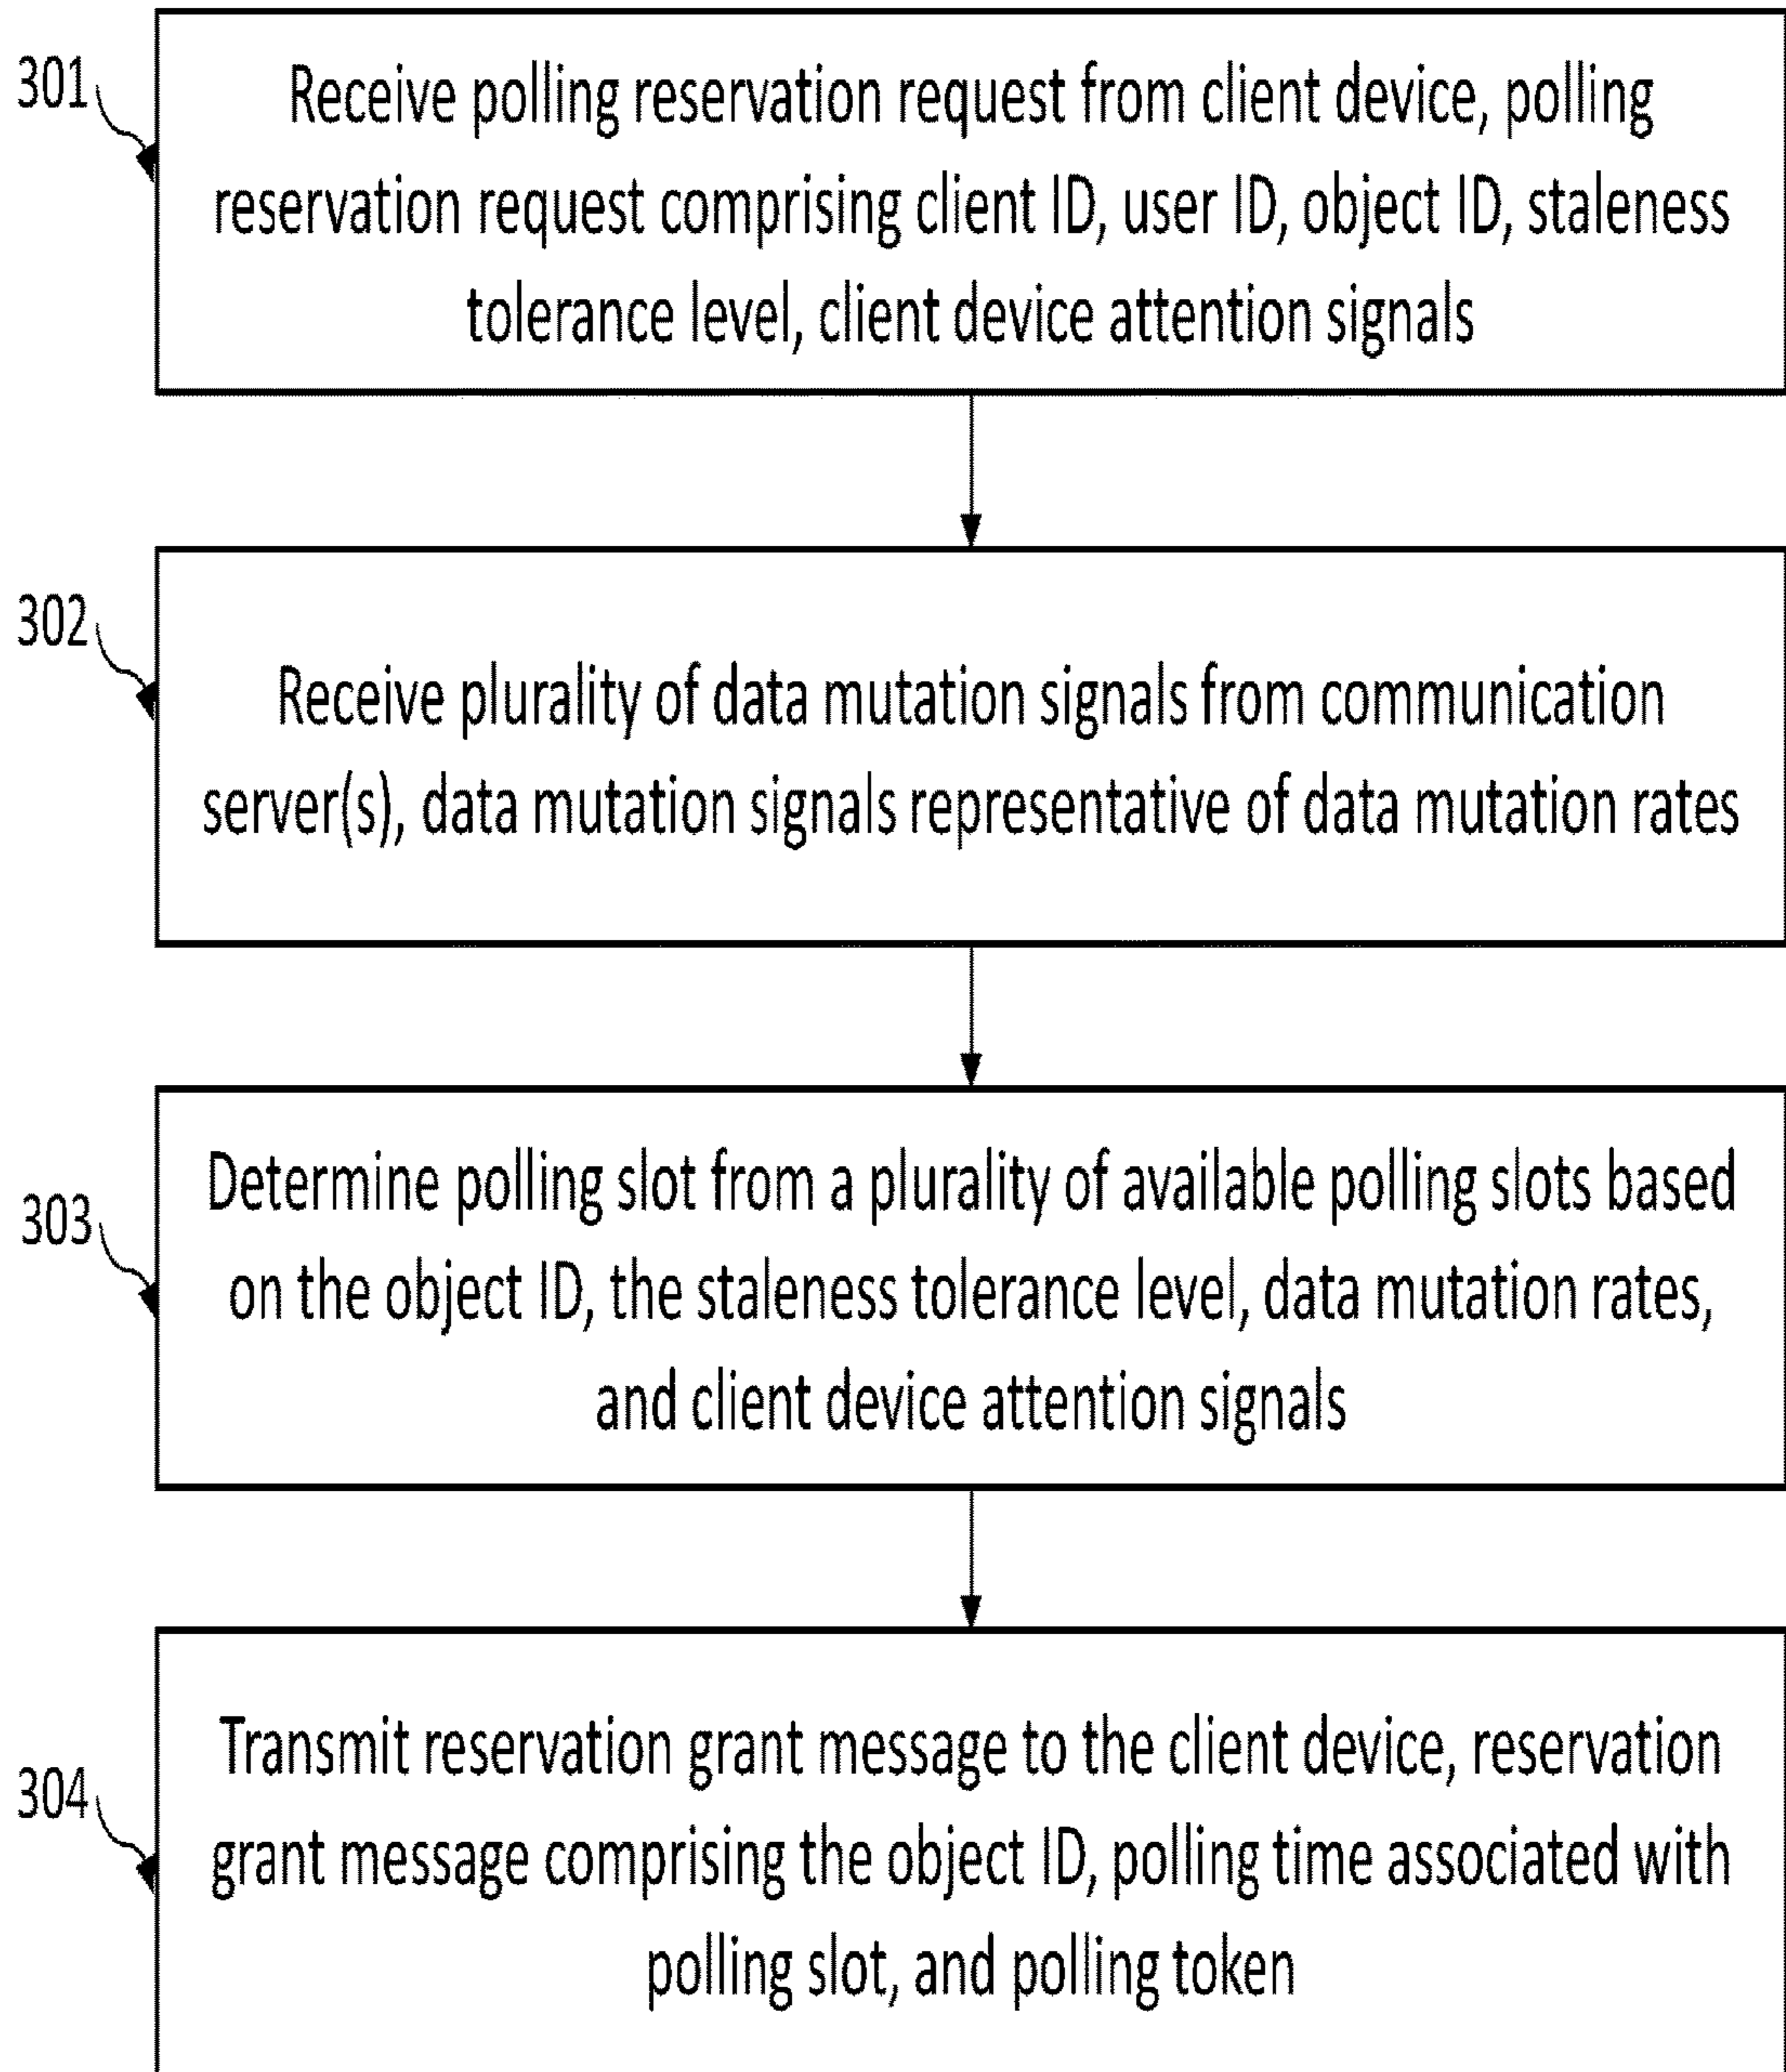 301
Receive polling reservation request from client device, polling
reservation request comprising client ID, user ID, object ID, staleness
tolerance level, client device attention signals
302
Receive plurality of data mutation signals from communication
server(s), data mutation signals representative of data mutation rates
303
Determine polling slot from a plurality of available polling slots based
on the object ID, the staleness tolerance level, data mutation rates,
and client device attention signals
304
Transmit reservation grant message to the client device, reservation
grant message comprising the object ID, polling time associated with
polling slot, and polling token